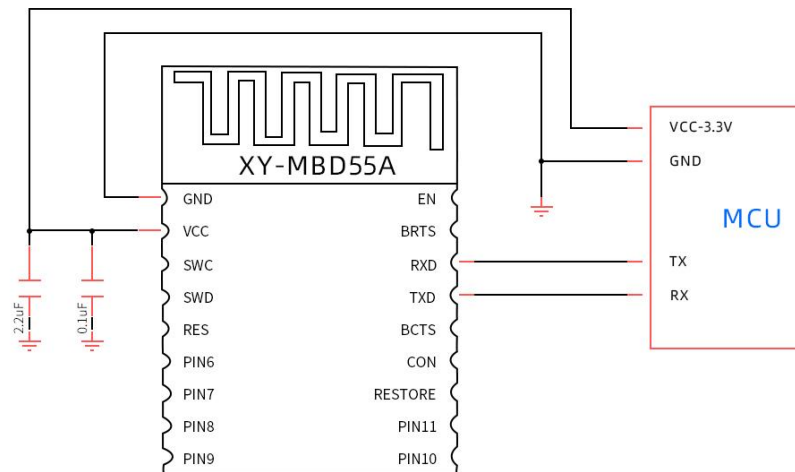 XY-MBD55A
GND
VCC
SWC
SWD
RES
PIN6
PIN7
PIN8
PIN9
EN
BRTS
RXD
TXD
BCTS
CON
RESTORE
PIN11
PIN10
2.2uF
0.1uF
VCC-3.3V
GND
MCU
TX
RX